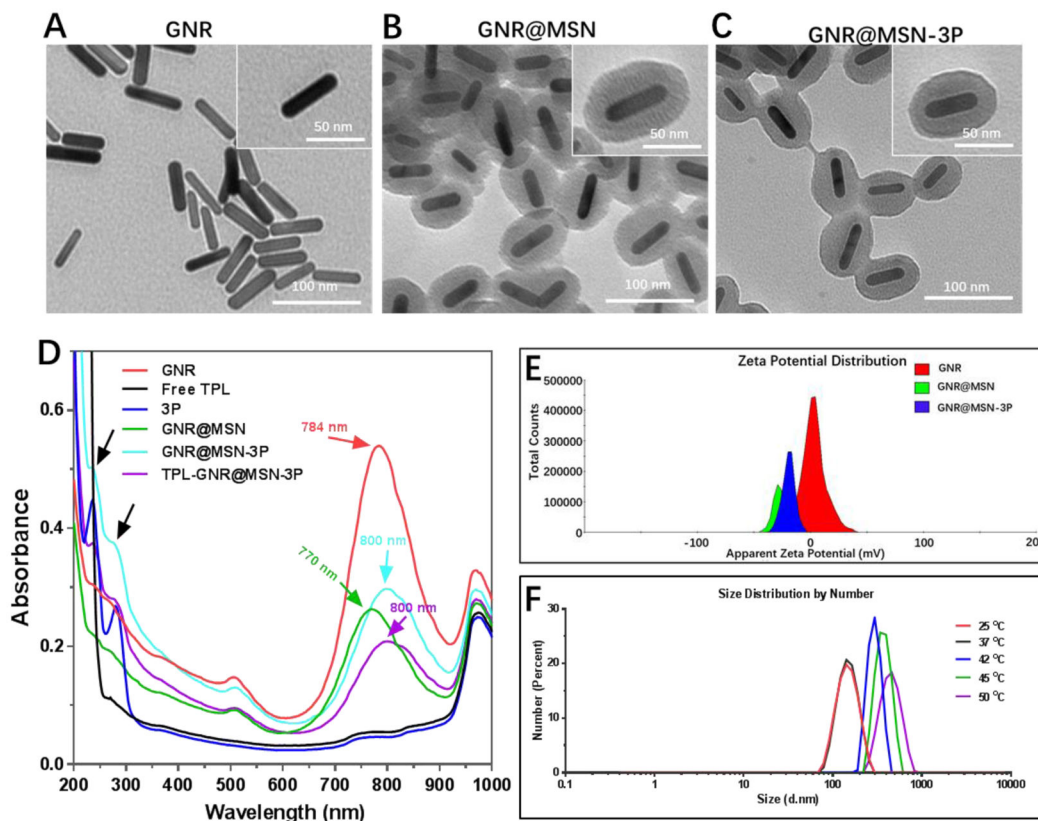 A
GNR
50 nm
100 nm
B
GNR@MSN
50 nm
100 nm
C
GNR@MSN-3P
50 nm
100 nm
D
GNR
Free TPL
3P
GNR@MSN
GNR@MSN-3P
TPL-GNR@MSN-3P
784 nm
770 nm
800 nm
800 nm
0.6
0.4
0.2
0.0
Absorbance
200 300 400 500 600 700 800 900 1000
Wavelength (nm)
E
Zeta Potential Distribution
GNR
GNR@MSN
GNR@MSN-3P
500000
400000
300000
200000
100000
0
Total Counts
-100 0 100 200
Apparent Zeta Potential (mV)
F
Size Distribution by Number
25 °C
37 °C
42 °C
45 °C
50 °C
30
20
10
0
Number (Percent)
0.1 1 10 100 1000 10000
Size (d.nm)